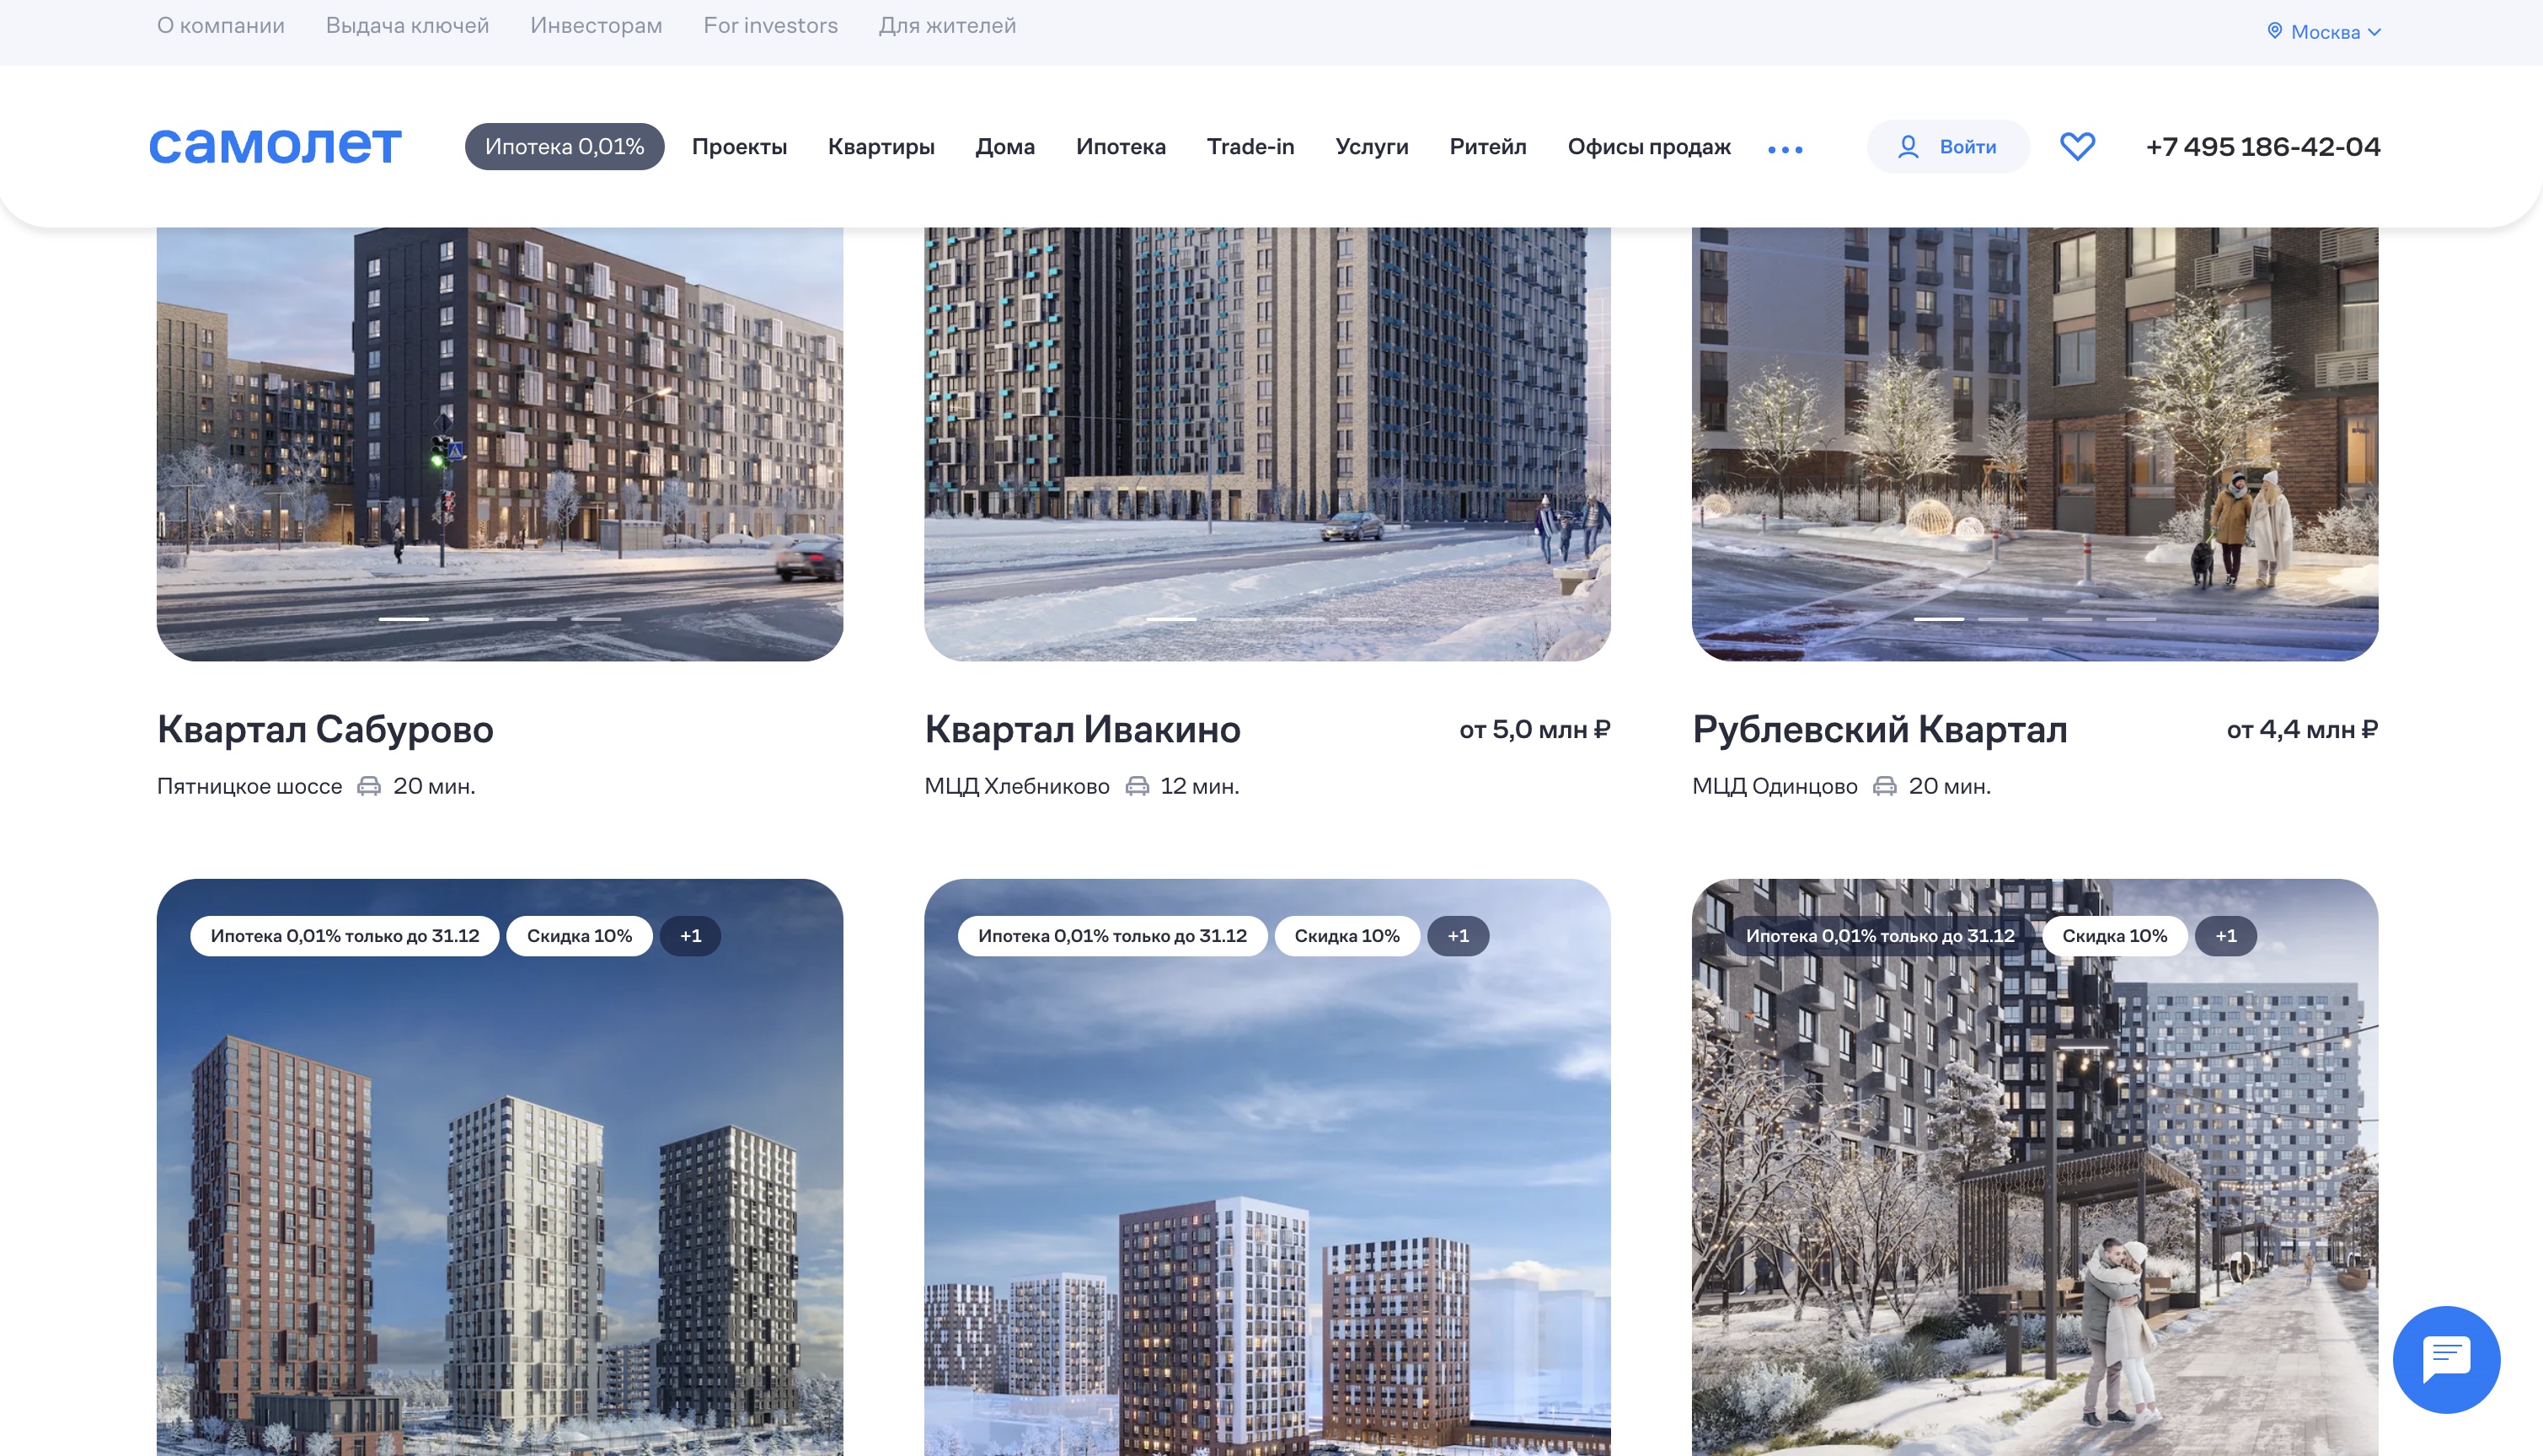 О компании Выдача ключей Инвесторам For investors Для жителей Москва
самолет Ипотека 0,01% Проекты Квартиры Дома Ипотека Trade-in Услуги Ритейл Офисы продаж Войти +7 495 186-42-04
Квартал Сабурово
Пятницкое шоссе 20 мин.
Квартал Ивакино от 5,0 млн ₽
МЦД Хлебниково 12 мин.
Рублевский Квартал от 4,4 млн ₽
МЦД Одинцово 20 мин.
Ипотека 0,01% только до 31.12 Скидка 10% +1
Ипотека 0,01% только до 31.12 Скидка 10% +1
Ипотека 0,01% только до 31.12 Скидка 10% +1